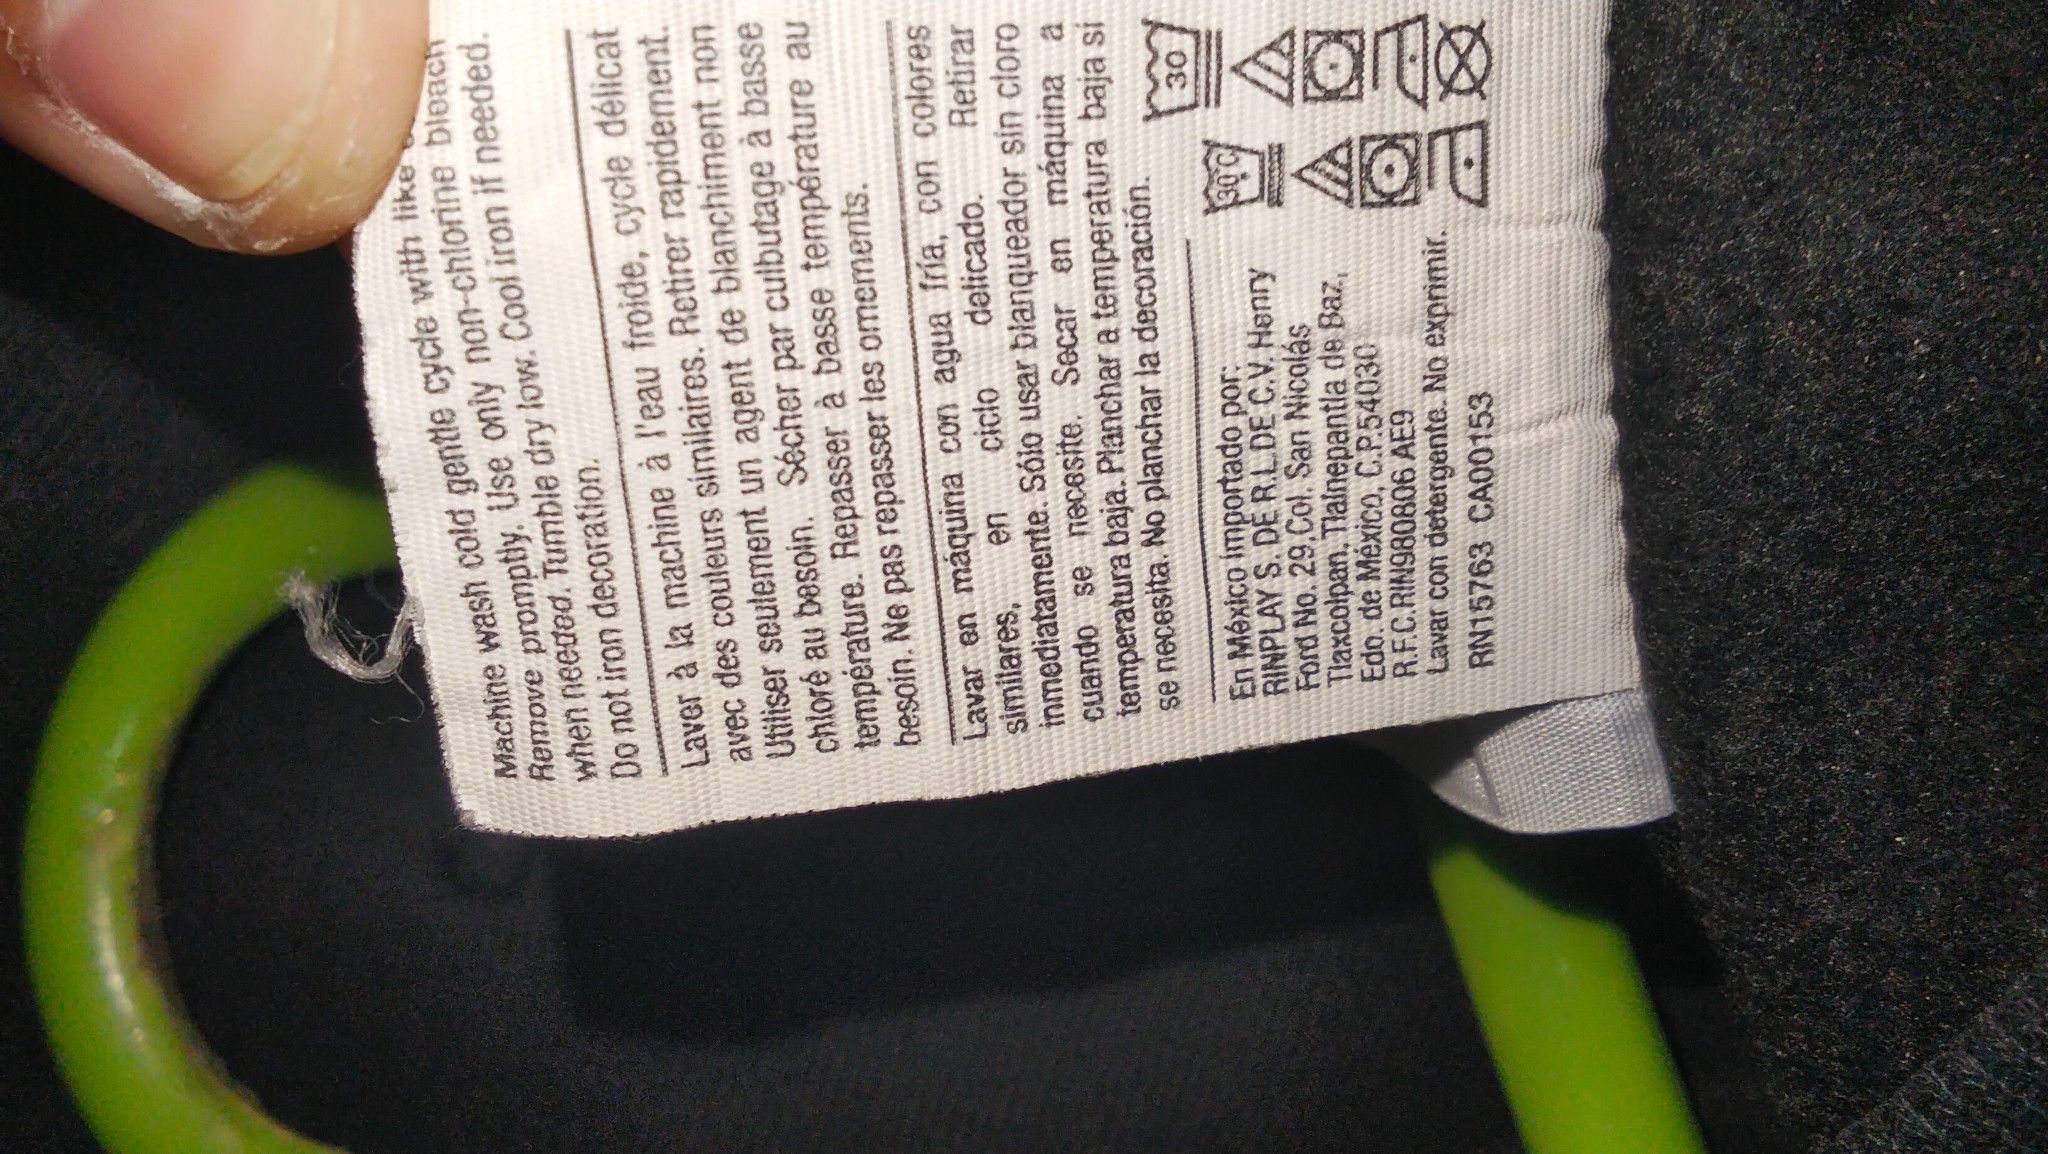 Machine wash cold gentle cycle with like
Remove promptly. Use only non-chlorine bleach
when needed. Tumble dry low. Cool iron if needed.
Do not iron decoration.
Laver à la machine à l'eau froide, cycle délicat
avec des couleurs similaires. Retirer rapidement.
Utiliser seulement un agent de blanchiment non
chloré au besoin. Sécher par culbutage à basse
température. Repasser à basse température au
besoin. Ne pas repasser les ornements.
Lavar en máquina con agua fría, con colores
similares, en ciclo delicado. Retirar
inmediatamente. Sólo usar blanqueador sin cloro
cuando se necesite. Secar en máquina a
temperatura baja. Planchar a temperatura baja si
se necesita. No planchar la decoración.
30
30°C
En México Importado por:
RINPLAY S. DE R.L.DE C.V. Henry
Ford No. 29,Col. San Nicolás
Tlaxcolpan, Tlalnepantla de Baz,
Edo. de México, C.P.54030
R.F.C.RIN980806 AE9
Lavar con detergente. No exprimir.
RN15763 CA00153